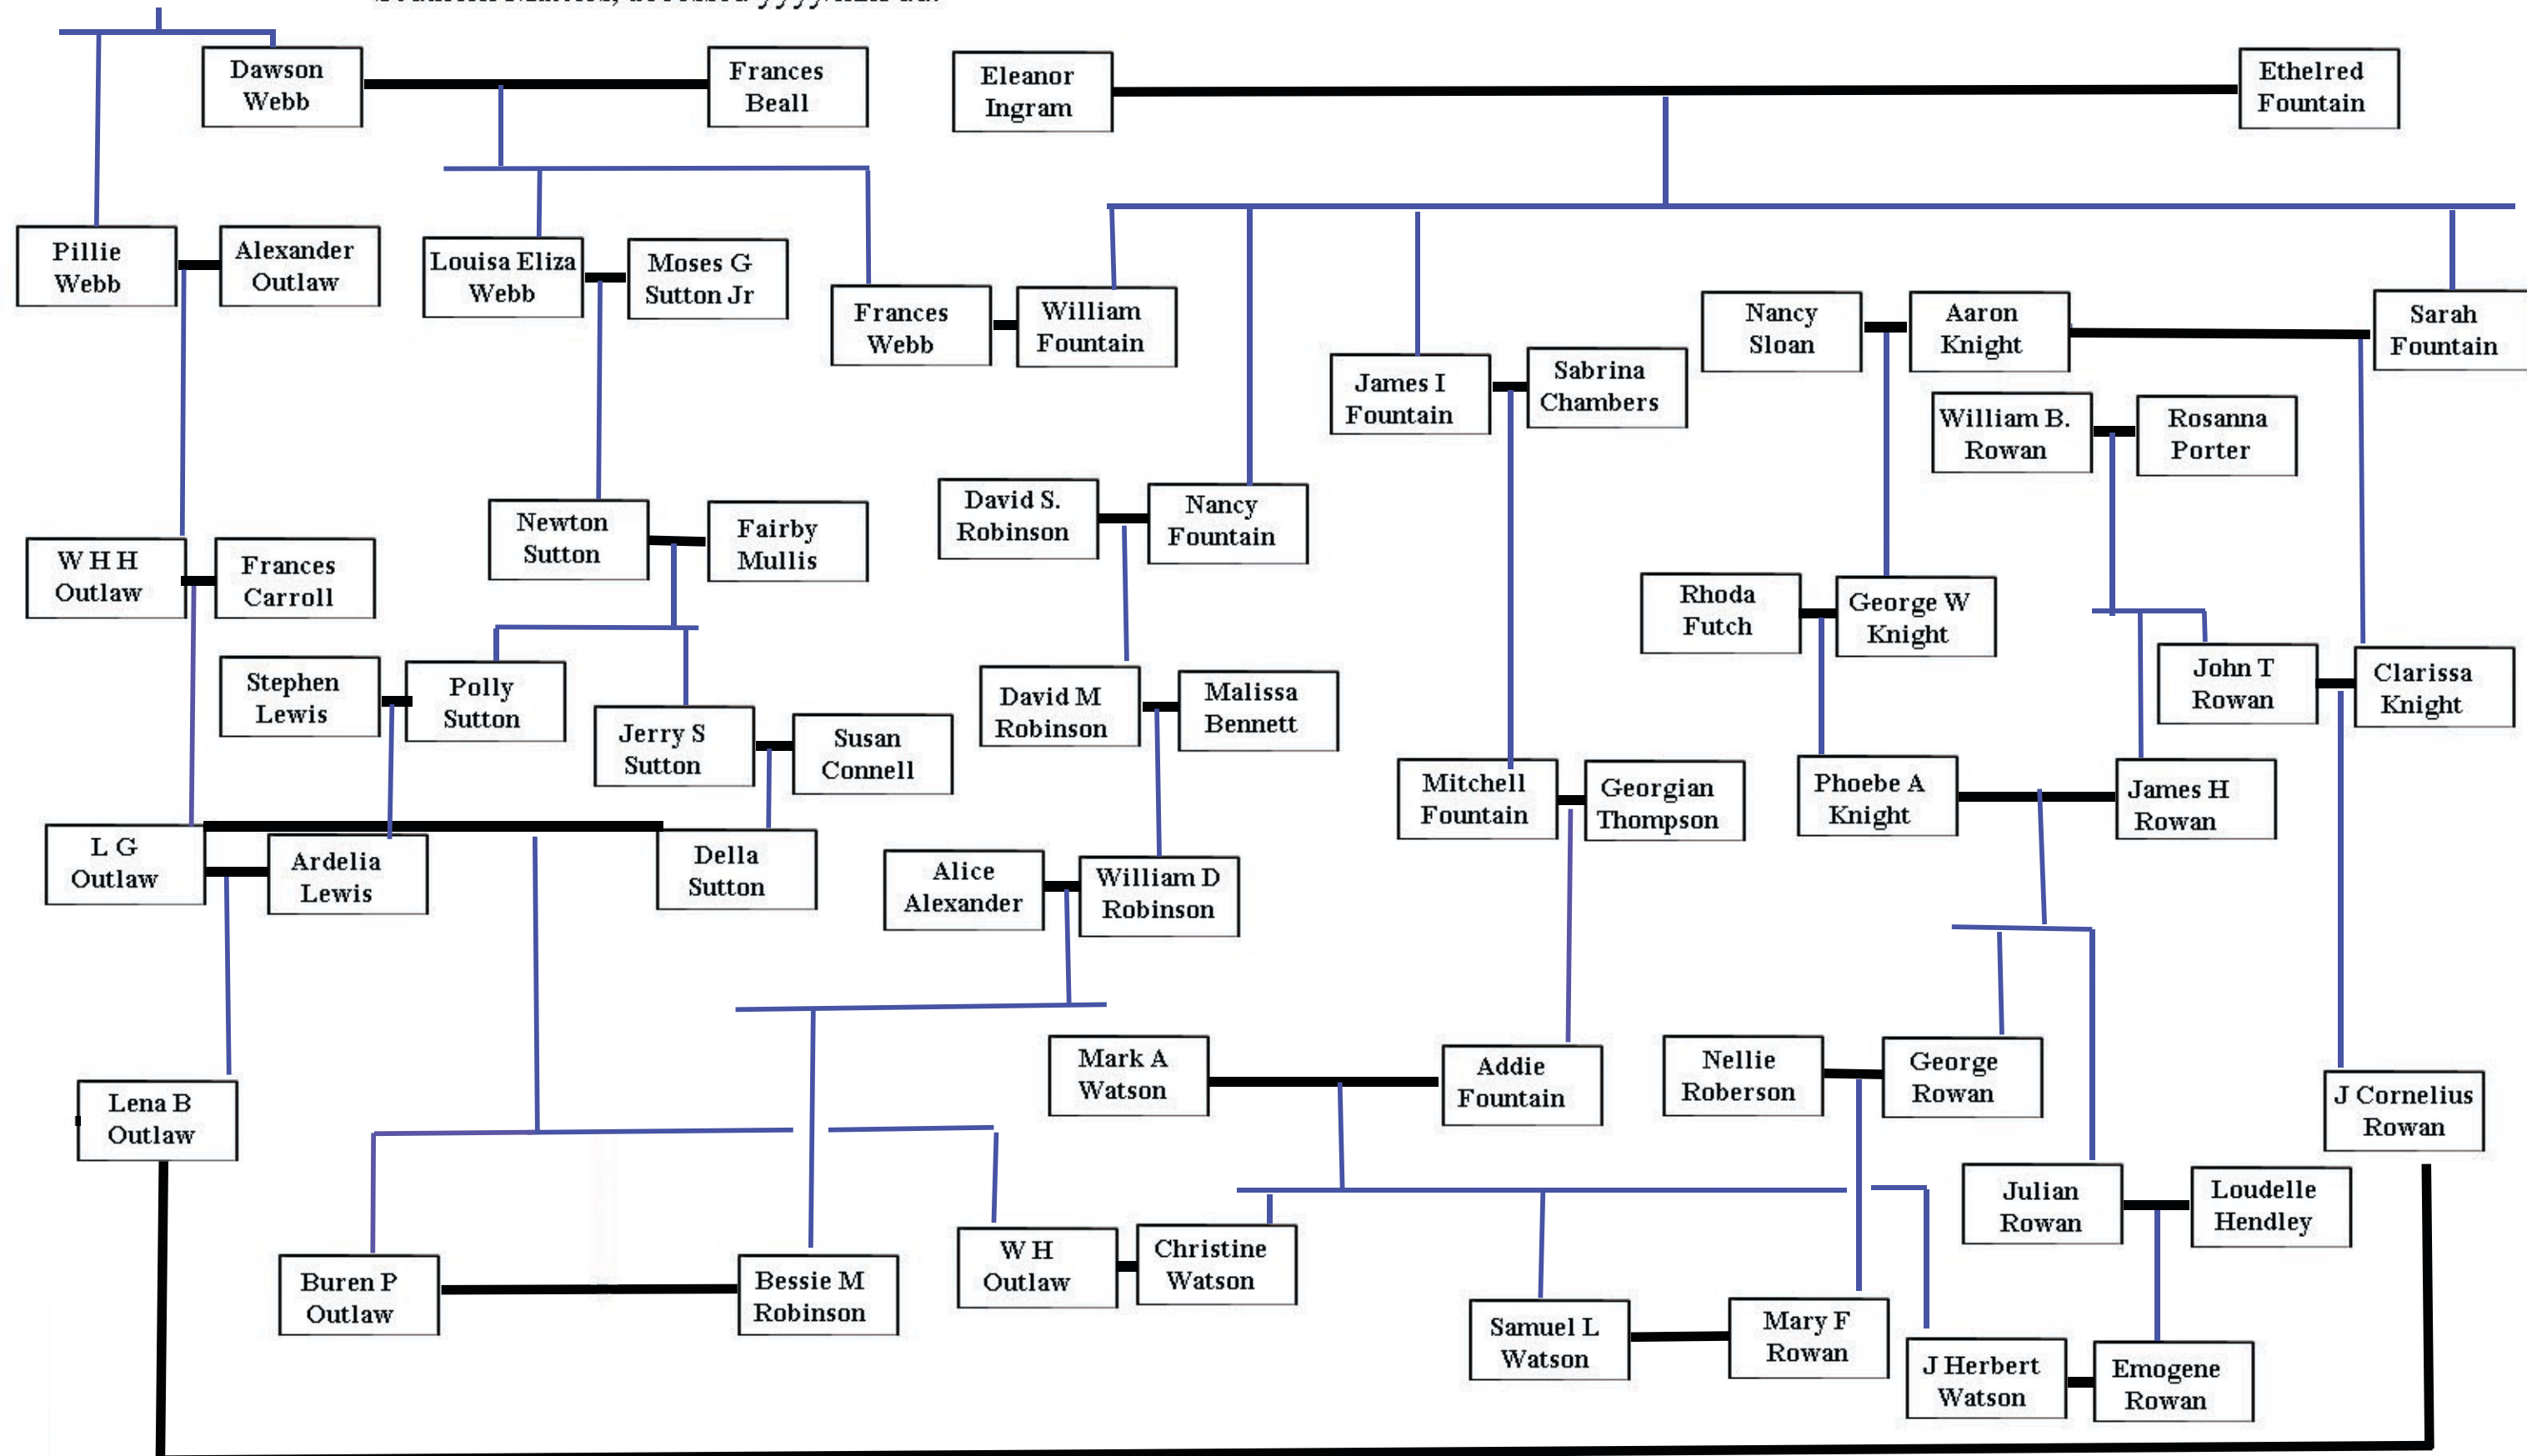 Dawson
Webb
Frances
Beall
Eleanor
Ingram
Ethelred
Fountain
Pillie
Webb
Alexander
Outlaw
Louisa Eliza
Webb
Moses G
Sutton Jr
Frances
Webb
William
Fountain
Nancy
Sloan
Aaron
Knight
Sarah
Fountain
James I
Fountain
Sabrina
Chambers
William B.
Rowan
Rosanna
Porter
David S.
Robinson
Nancy
Fountain
Newton
Sutton
Fairby
Mullis
W H H
Outlaw
Frances
Carroll
Rhoda
Futch
George W
Knight
John T
Rowan
Clarissa
Knight
Stephen
Lewis
Polly
Sutton
David M
Robinson
Malissa
Bennett
Jerry S
Sutton
Susan
Connell
Mitchell
Fountain
Georgian
Thompson
Phoebe A
Knight
James H
Rowan
L G
Outlaw
Ardelia
Lewis
Della
Sutton
Alice
Alexander
William D
Robinson
Mark A
Watson
Addie
Fountain
Nellie
Roberson
George
Rowan
Lena B
Outlaw
J Cornelius
Rowan
Julian
Rowan
Loudelle
Hendley
W H
Outlaw
Christine
Watson
Buren P
Outlaw
Bessie M
Robinson
Samuel L
Watson
Mary F
Rowan
J Herbert
Watson
Emogene
Rowan